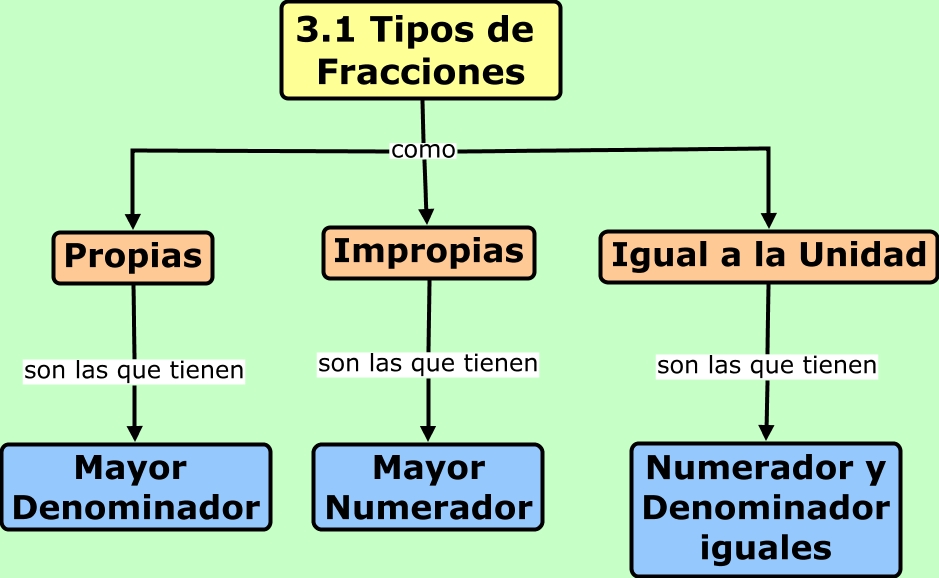 3.1 Tipos de
Fracciones
como
Propias
Impropias
Igual a la Unidad
son las que tienen
son las que tienen
son las que tienen
Mayor
Denominador
Mayor
Numerador
Numerador y
Denominador
iguales